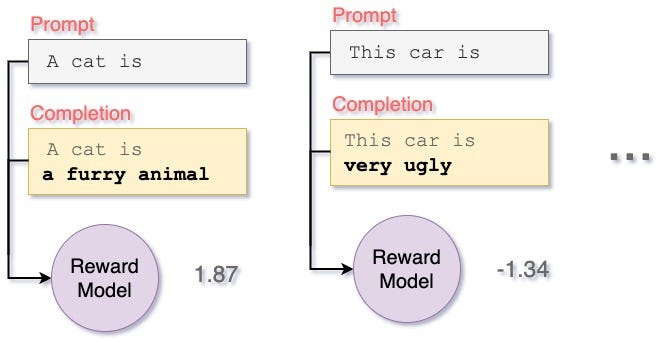 Prompt
A cat is
Completion
A cat is
a furry animal
Reward
Model
1.87
Prompt
This car is
Completion
This car is
very ugly
Reward
Model
-1.34
...